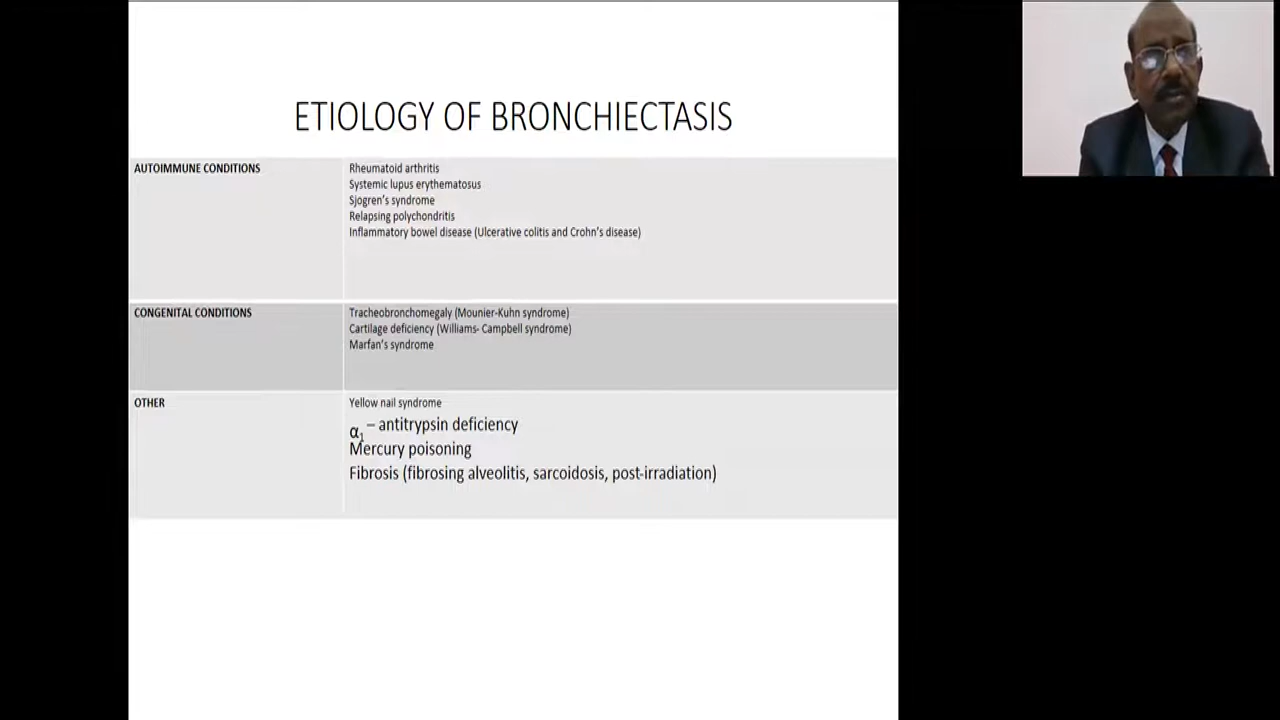 ETIOLOGY OF BRONCHIECTASIS
AUTOIMMUNE CONDITIONS
Rheumatoid arthritis
Systemic lupus erythematosus
Sjogren's syndrome
Relapsing polychondritis
Inflammatory bowel disease (Ulcerative colitis and Crohn's disease)
CONGENITAL CONDITIONS
Tracheobronchomegaly (Mounier-Kuhn syndrome)
Cartilage deficiency (Williams- Campbell syndrome)
Marfan's syndrome
OTHER
Yellow nail syndrome
α₁ – antitrypsin deficiency
Mercury poisoning
Fibrosis (fibrosing alveolitis, sarcoidosis, post-irradiation)